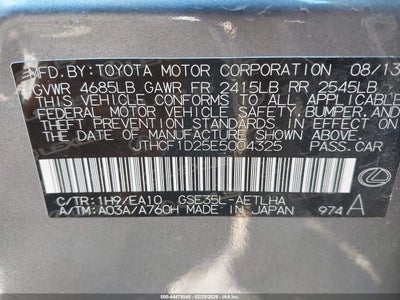 MFD.BY:TOYOTA MOTOR CORPORATION 08/13
GVWR 4685LB GAWR FR 2415LB RR 2545LB
THIS VEHICLE CONFORMS TO ALL APPLICABLE
FEDERAL MOTOR VEHICLE SAFETY, BUMPER, AND
THEFT PREVENTION STANDARDS IN EFFECT ON
THE DATE OF MANUFACTURE SHOWN ABOVE.
JTHCF1D25E5004325 PASS.CAR
C/TR:1H9/EA10 GSE35L-AETLHA
A/TM:A03A/A760H MADE IN JAPAN 974 A